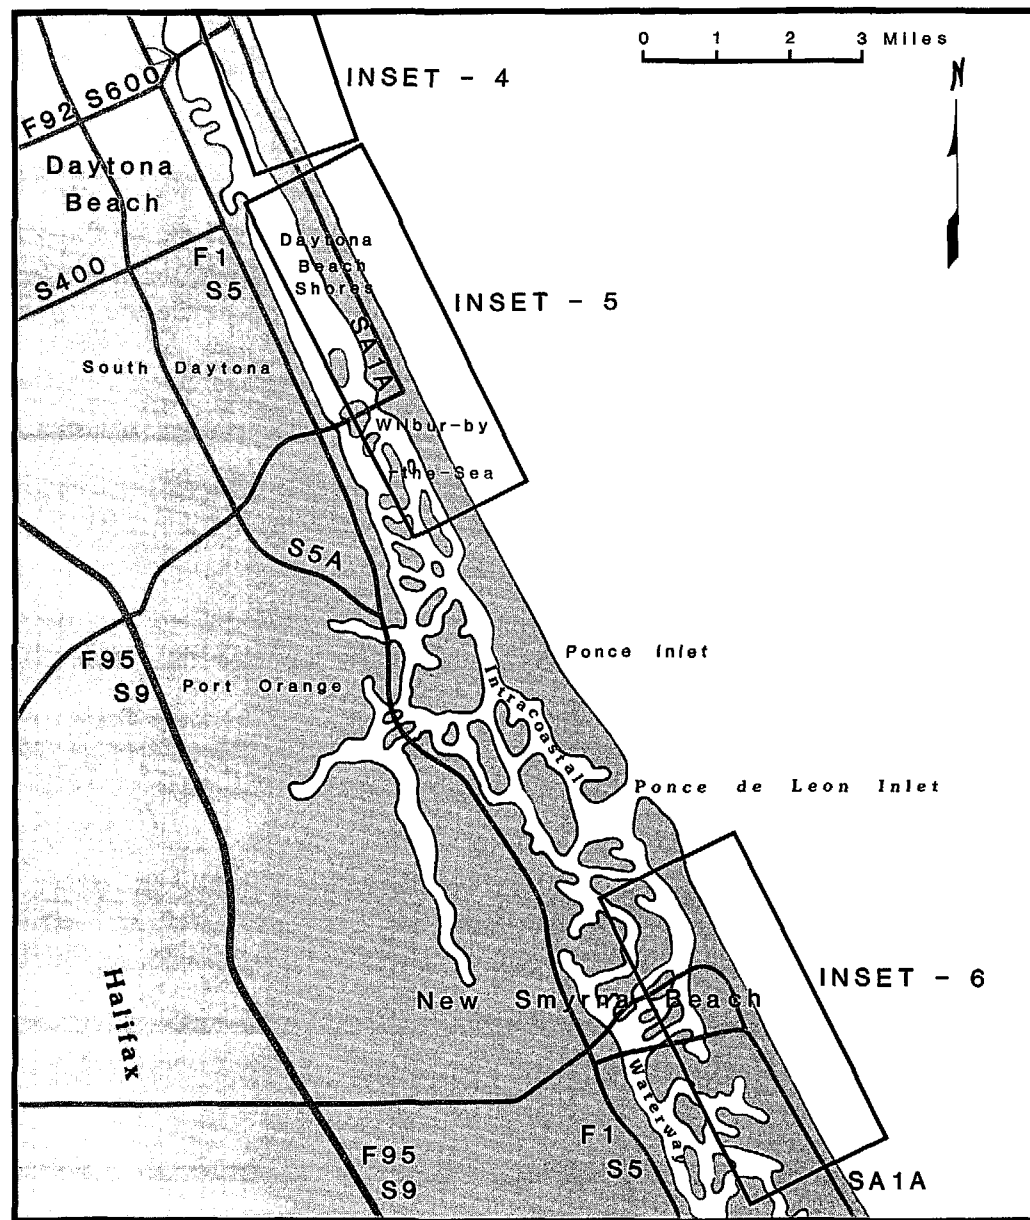 0 1 2 3 Miles
N
INSET - 4
F92 S600
Daytona
Beach
S400
F1
S5
Daytona
Beach
Shores
INSET - 5
SA1A
South Daytona
Wilbur-by
-the-Sea
S5A
F95
S9
Port Orange
Ponce Inlet
Intracoastal
Ponce de Leon Inlet
Halifax
New Smyrna Beach
INSET - 6
Waterway
F1
S5
F95
S9
SA1A